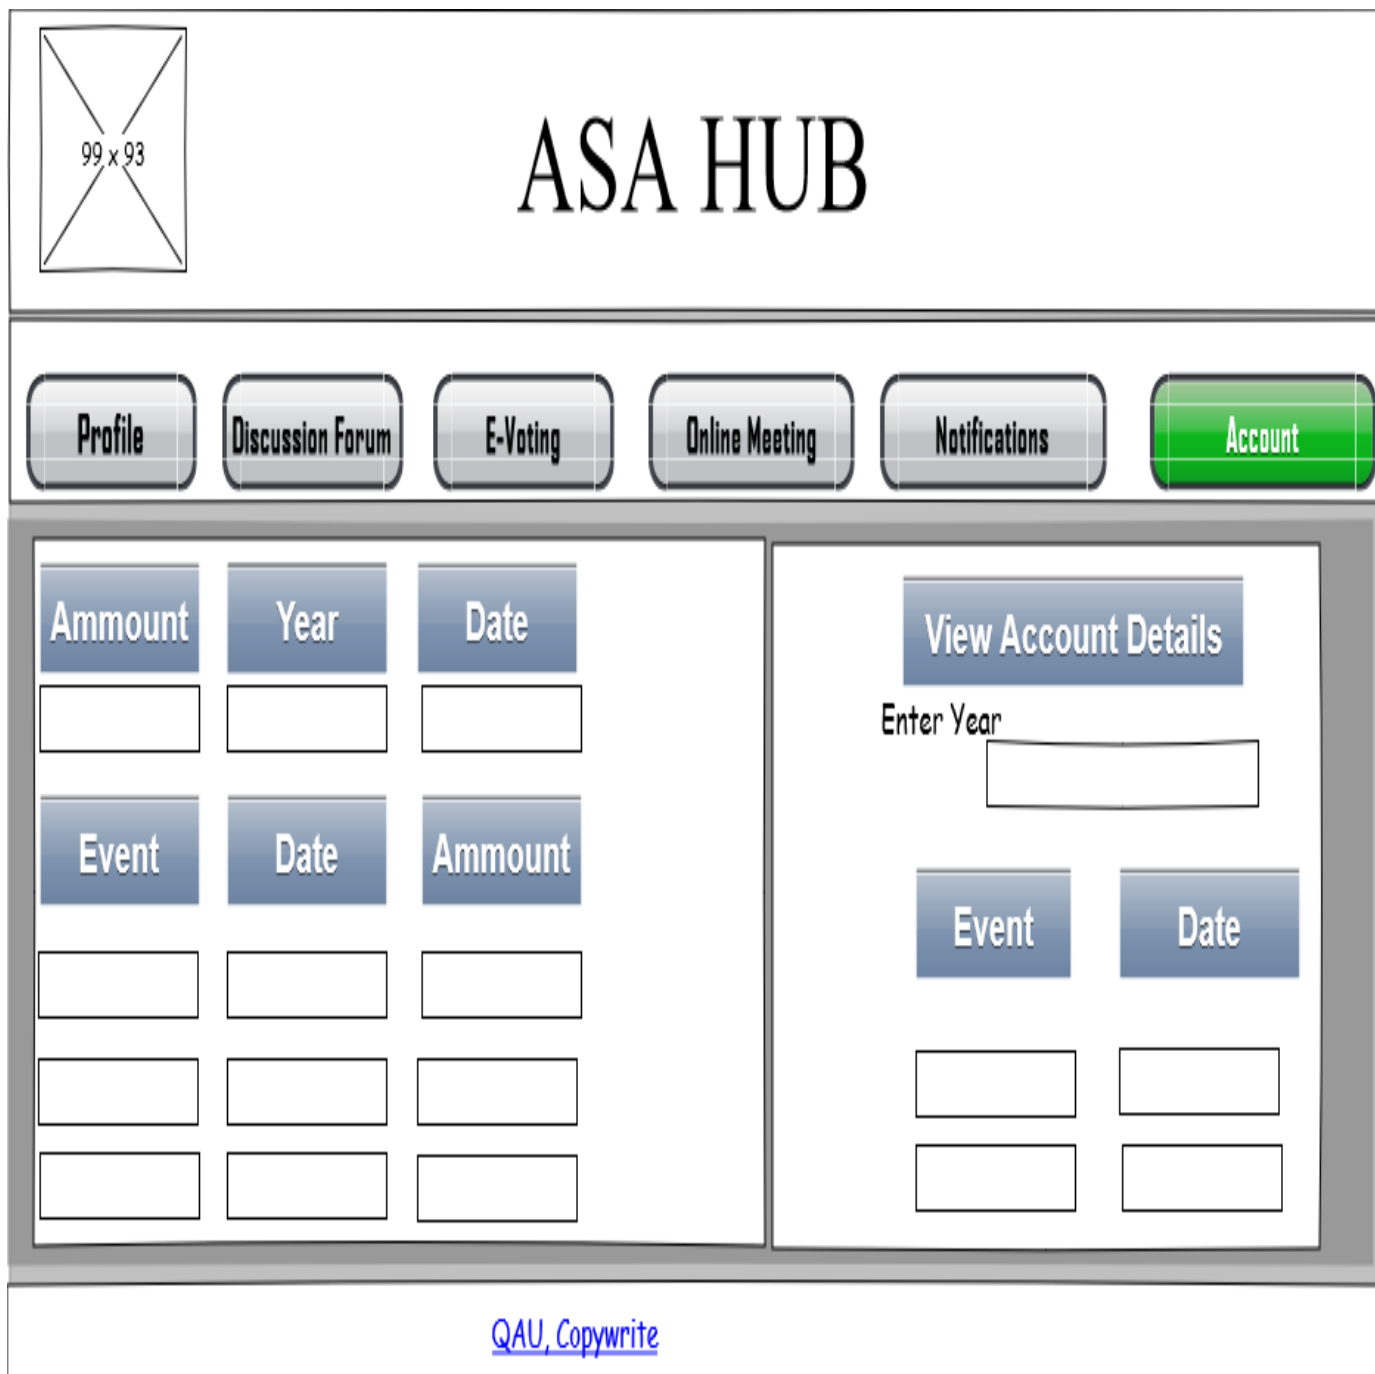 99 x 93
ASA HUB
Profile Discussion Forum E-Voting Online Meeting Notifications Account
Ammount Year Date
View Account Details
Enter Year
Event Date Ammount
Event Date
QAU, Copywrite